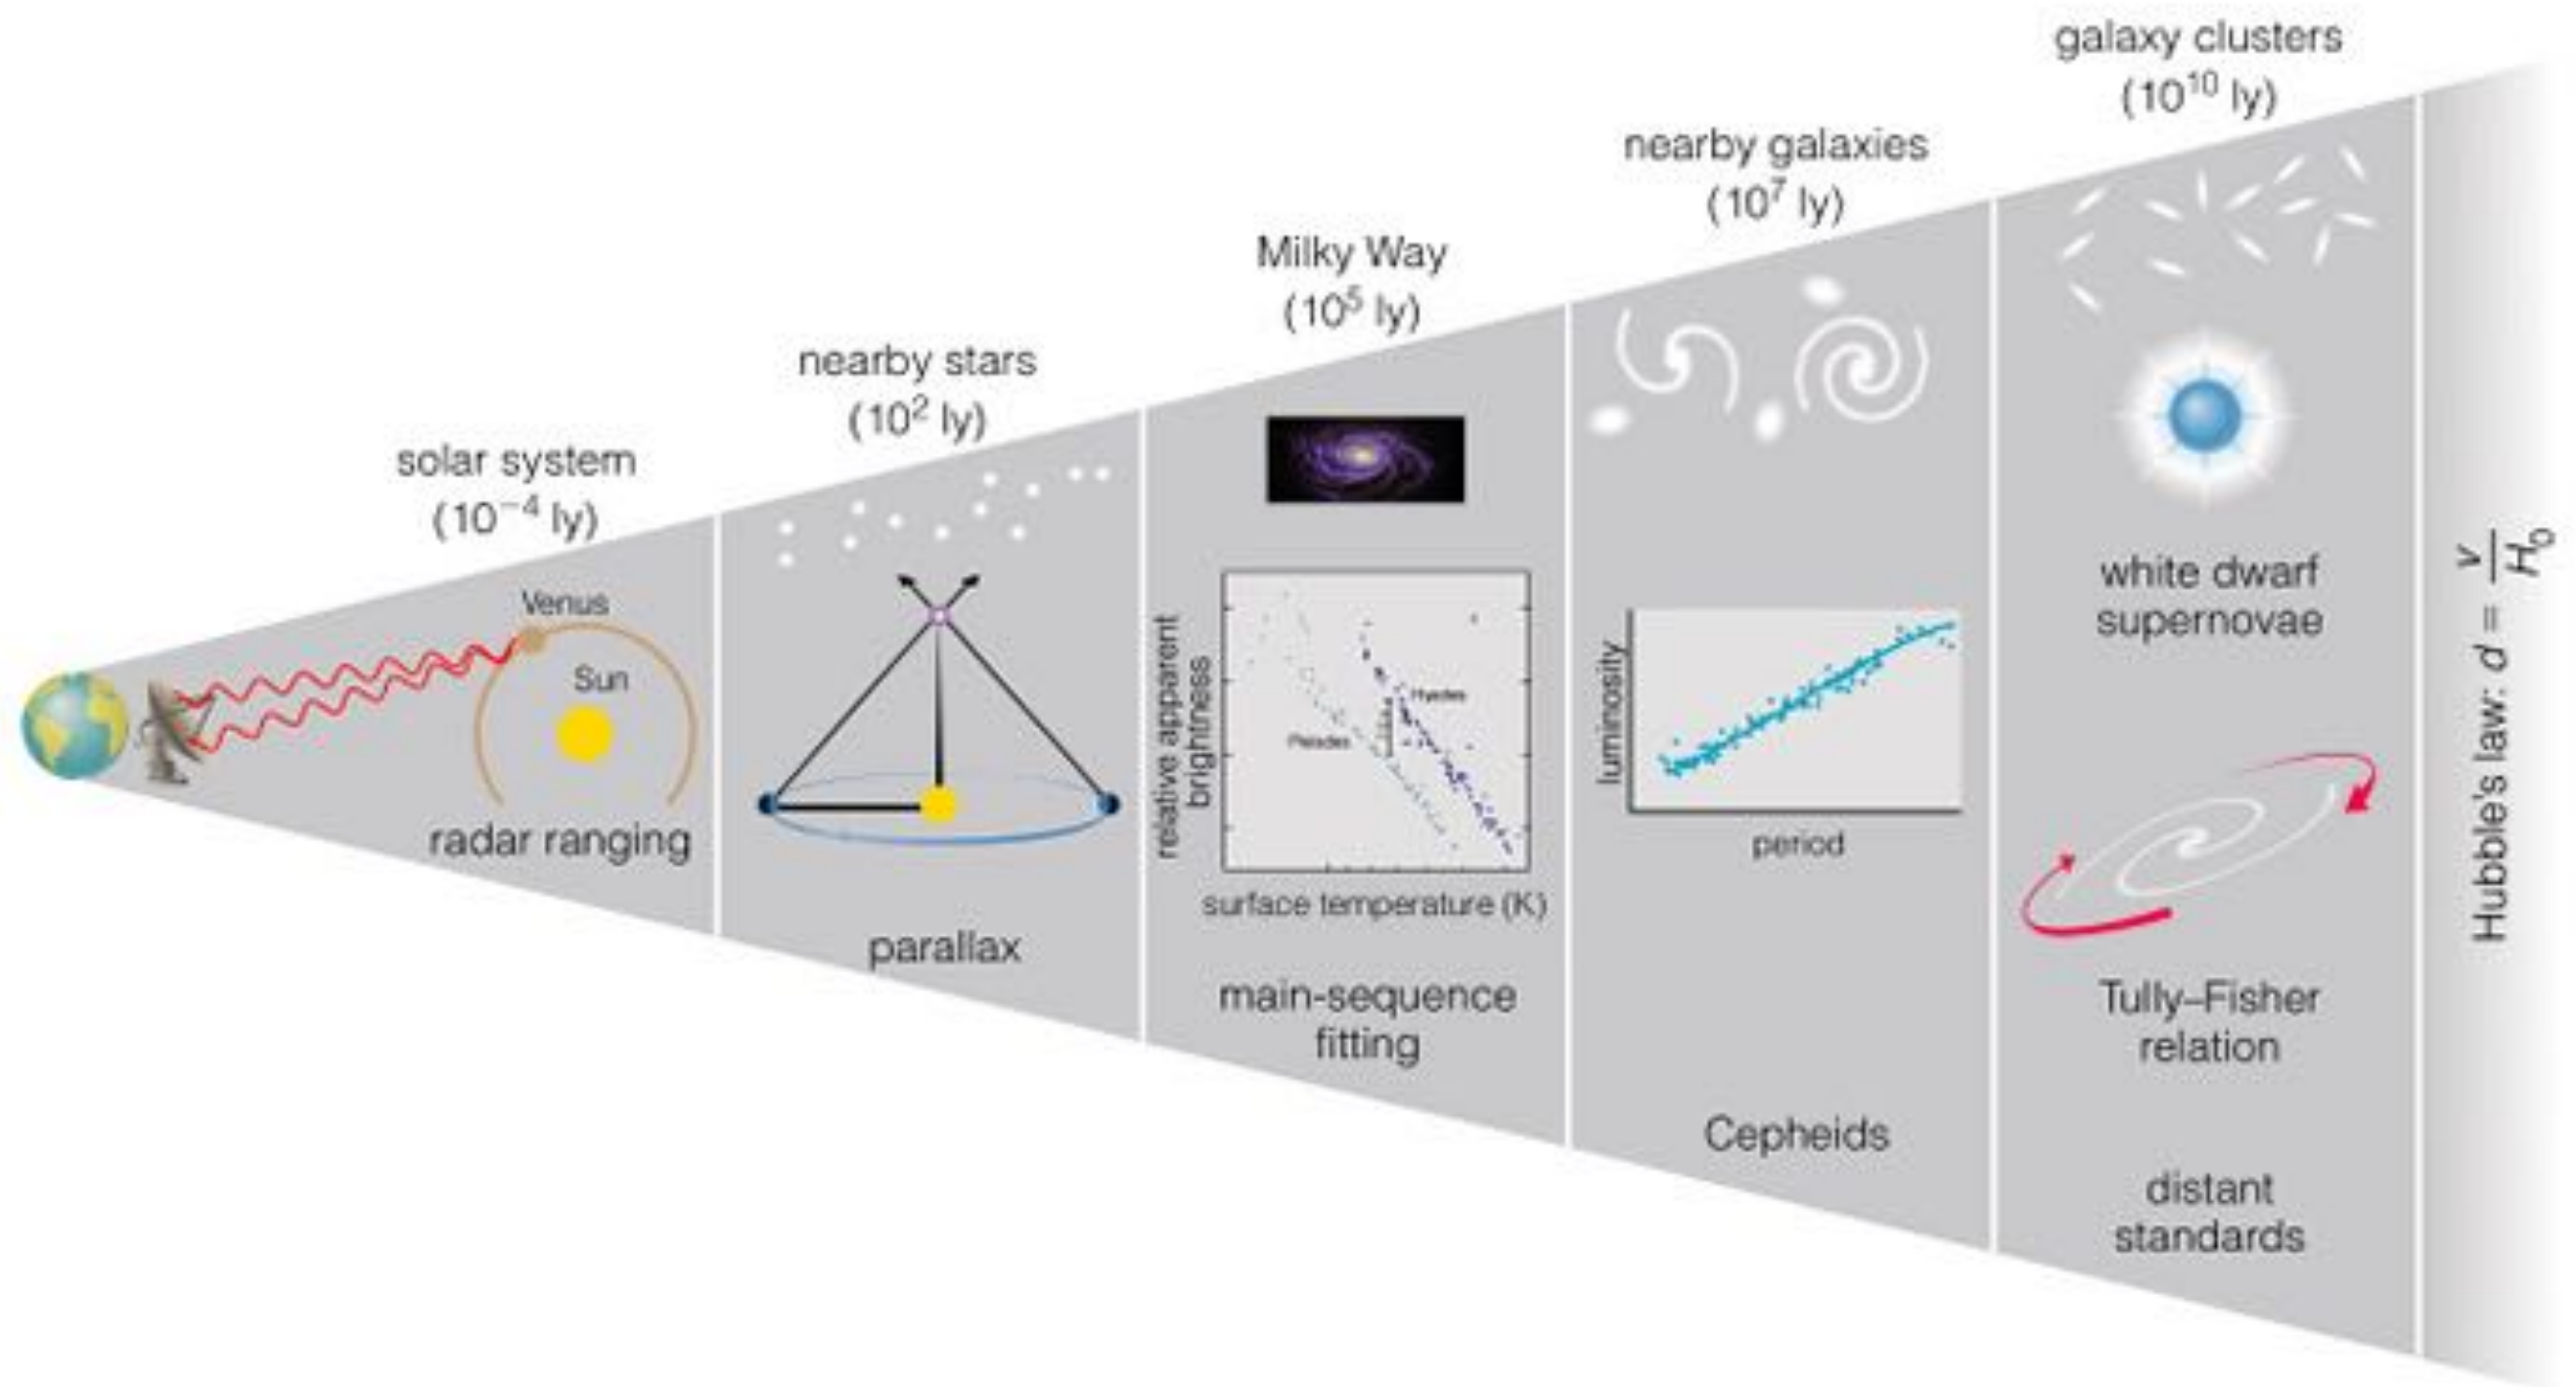 solar system
(10⁻⁴ ly)
Venus
Sun
radar ranging
nearby stars
(10² ly)
parallax
Milky Way
(10⁵ ly)
relative apparent
brightness
Hyades
Pleiades
surface temperature (K)
main-sequence
fitting
nearby galaxies
(10⁷ ly)
luminosity
period
Cepheids
galaxy clusters
(10¹⁰ ly)
white dwarf
supernovae
Tully–Fisher
relation
distant
standards
Hubble's law: d = v/H₀